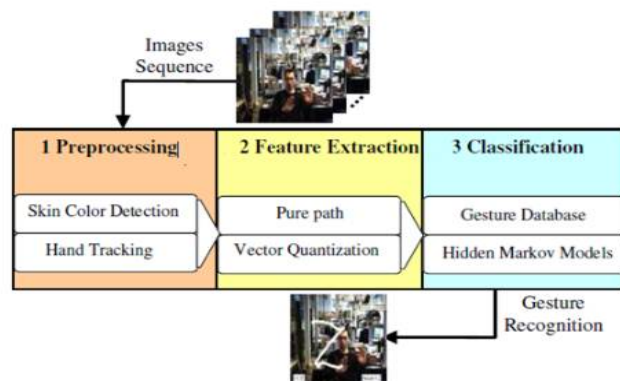 Images
Sequence
1 Preprocessing
2 Feature Extraction
3 Classification
Skin Color Detection
Hand Tracking
Pure path
Vector Quantization
Gesture Database
Hidden Markov Models
Gesture
Recognition